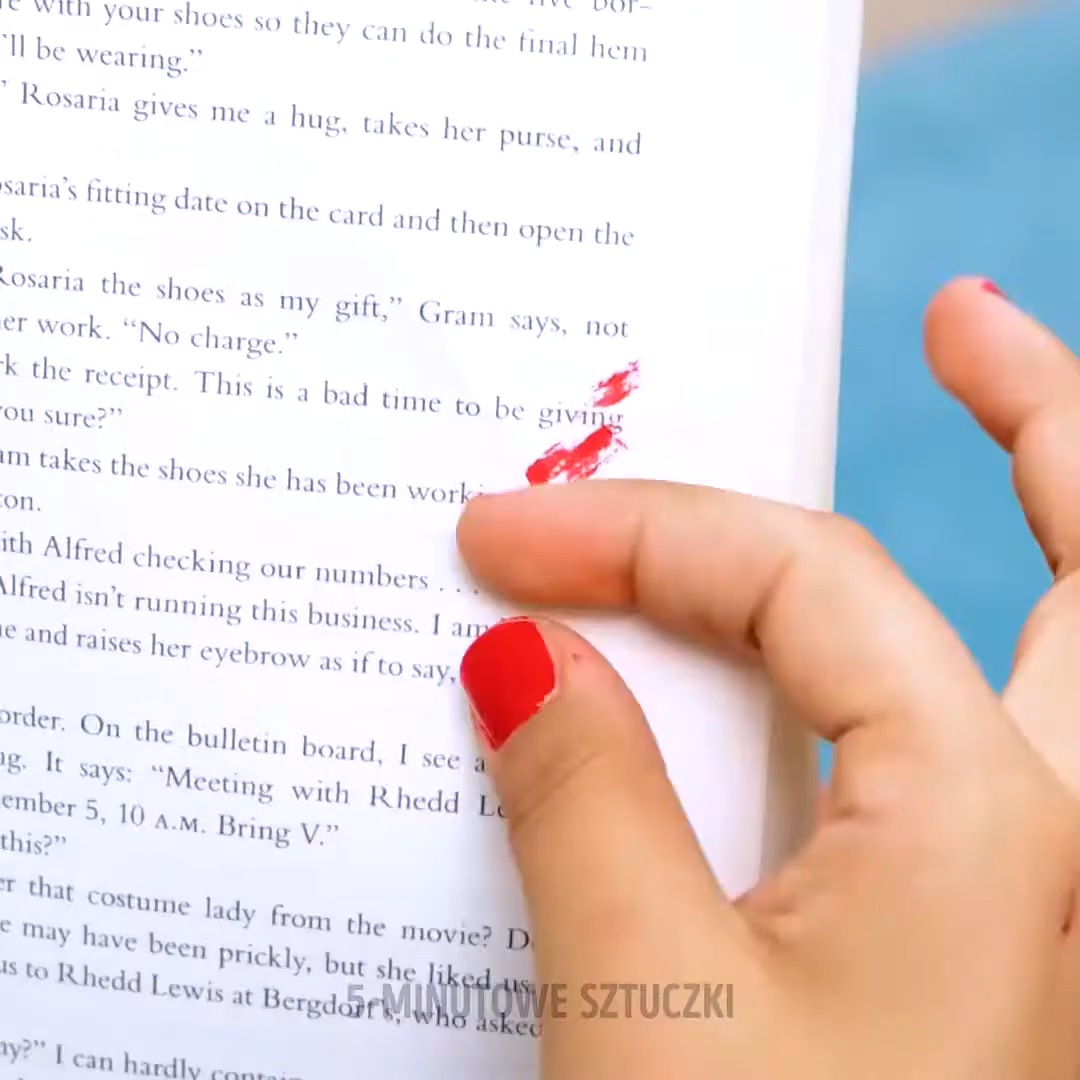 with your shoes so they can do the final hem
'll be wearing."
" Rosaria gives me a hug, takes her purse, and
osaria's fitting date on the card and then open the
sk.
Rosaria the shoes as my gift," Gram says, not
er work. "No charge."
rk the receipt. This is a bad time to be giving
you sure?"
am takes the shoes she has been work
ton.
ith Alfred checking our numbers . . .
Alfred isn't running this business. I am
ne and raises her eyebrow as if to say,
order. On the bulletin board, I see a
ng. It says: "Meeting with Rhedd Le
ember 5, 10 A.M. Bring V."
this?"
er that costume lady from the movie? D
e may have been prickly, but she liked us
us to Rhedd Lewis at Bergdorf's, who asked
5-MINUTOWE SZTUCZKI
ny?" I can hardly contai